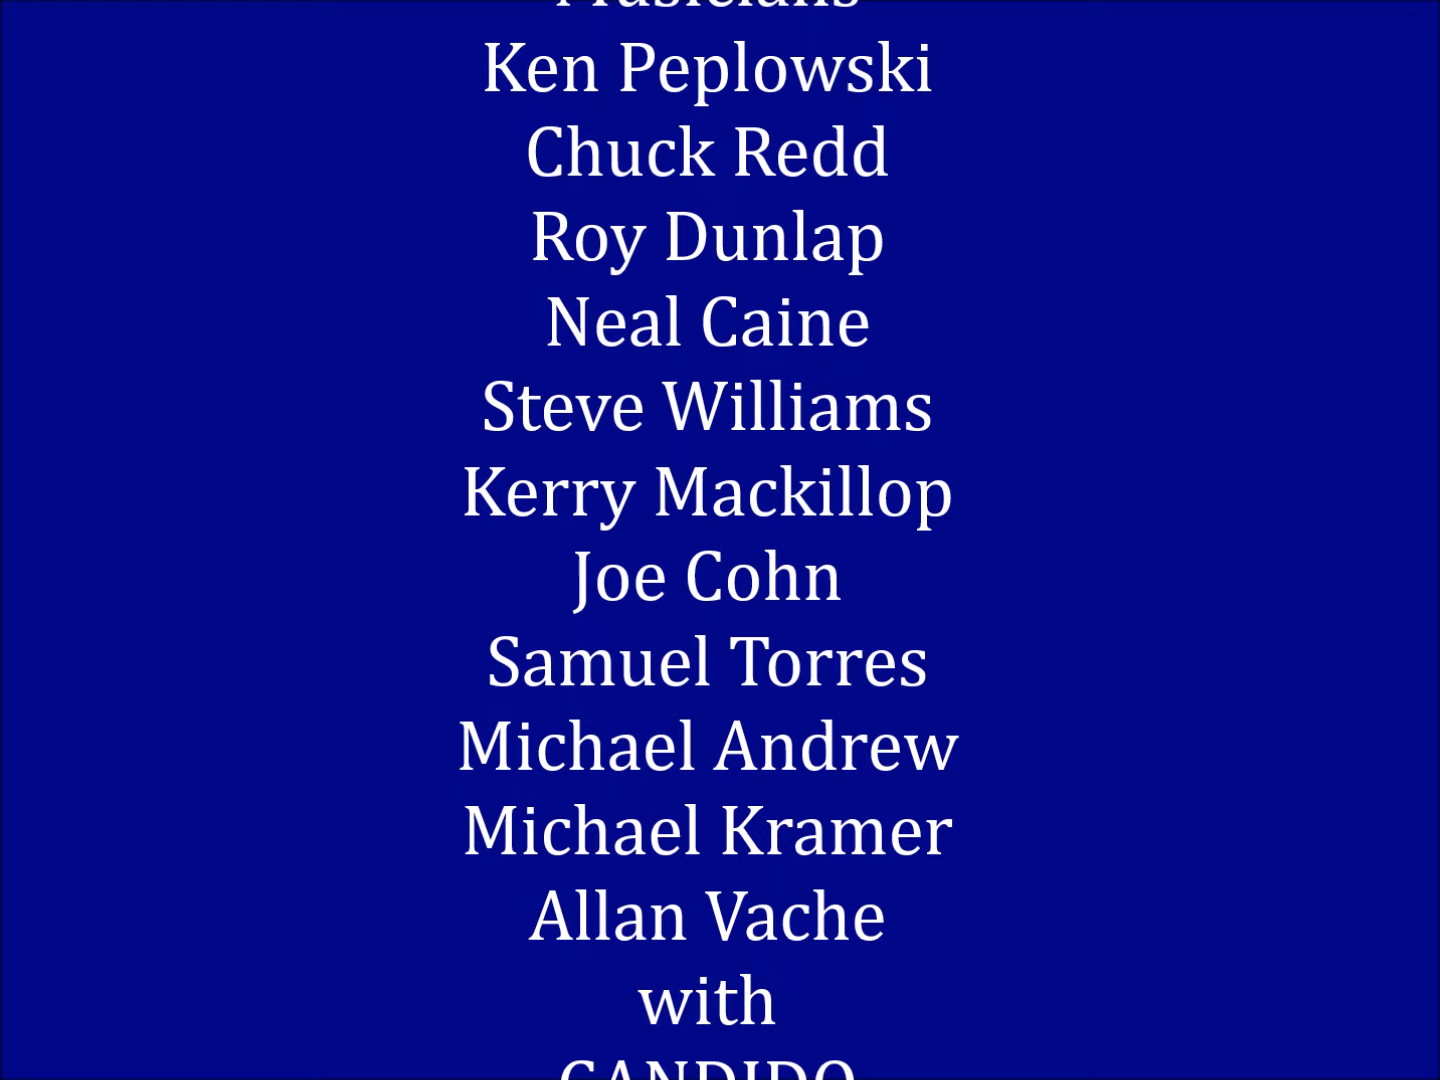 Musicians
Ken Peplowski
Chuck Redd
Roy Dunlap
Neal Caine
Steve Williams
Kerry Mackillop
Joe Cohn
Samuel Torres
Michael Andrew
Michael Kramer
Allan Vache
with
CANDIDO